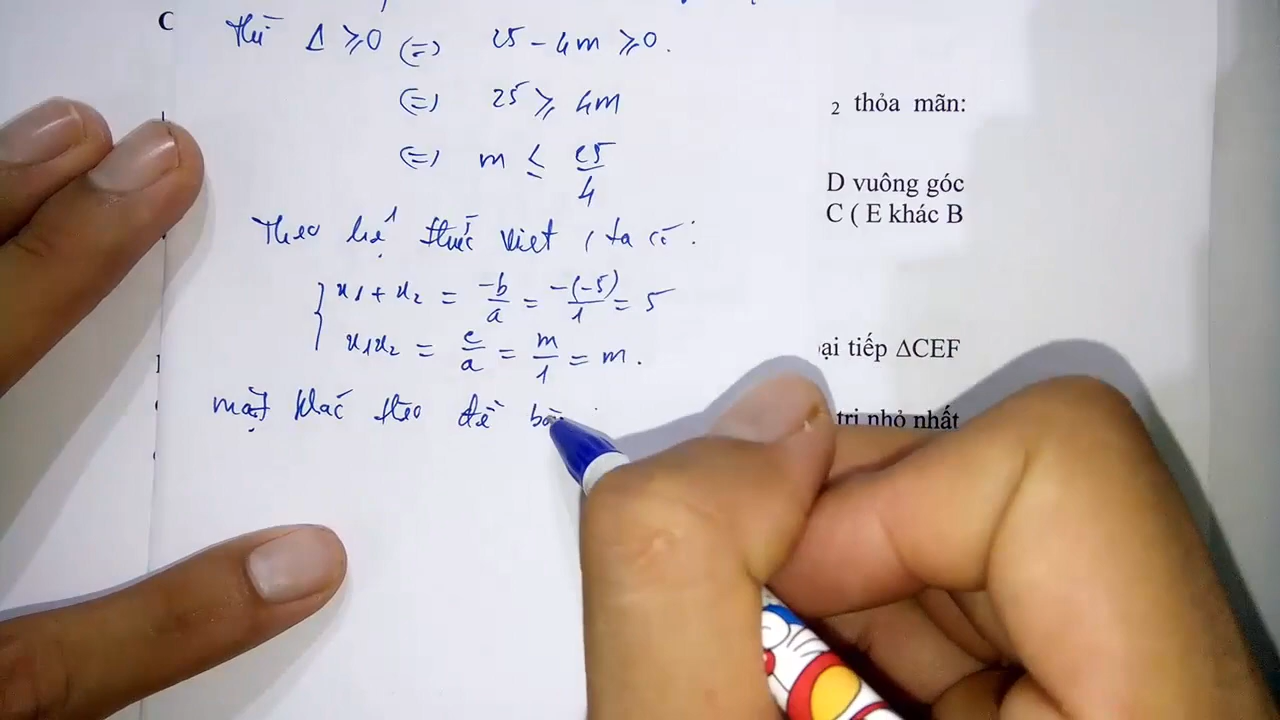 C
thì Δ ≥ 0 (=) 25 - 4m ≥ 0.
(=) 25 ≥ 4m
(=) m ≤ 25/4
₂ thỏa mãn:
D vuông góc
C ( E khác B
Theo hệ thức Viet, ta có:
{ x₁ + x₂ = -b/a = -(-5)/1 = 5
x₁x₂ = c/a = m/1 = m.
ại tiếp ΔCEF
mặt khác theo đề
trị nhỏ nhất